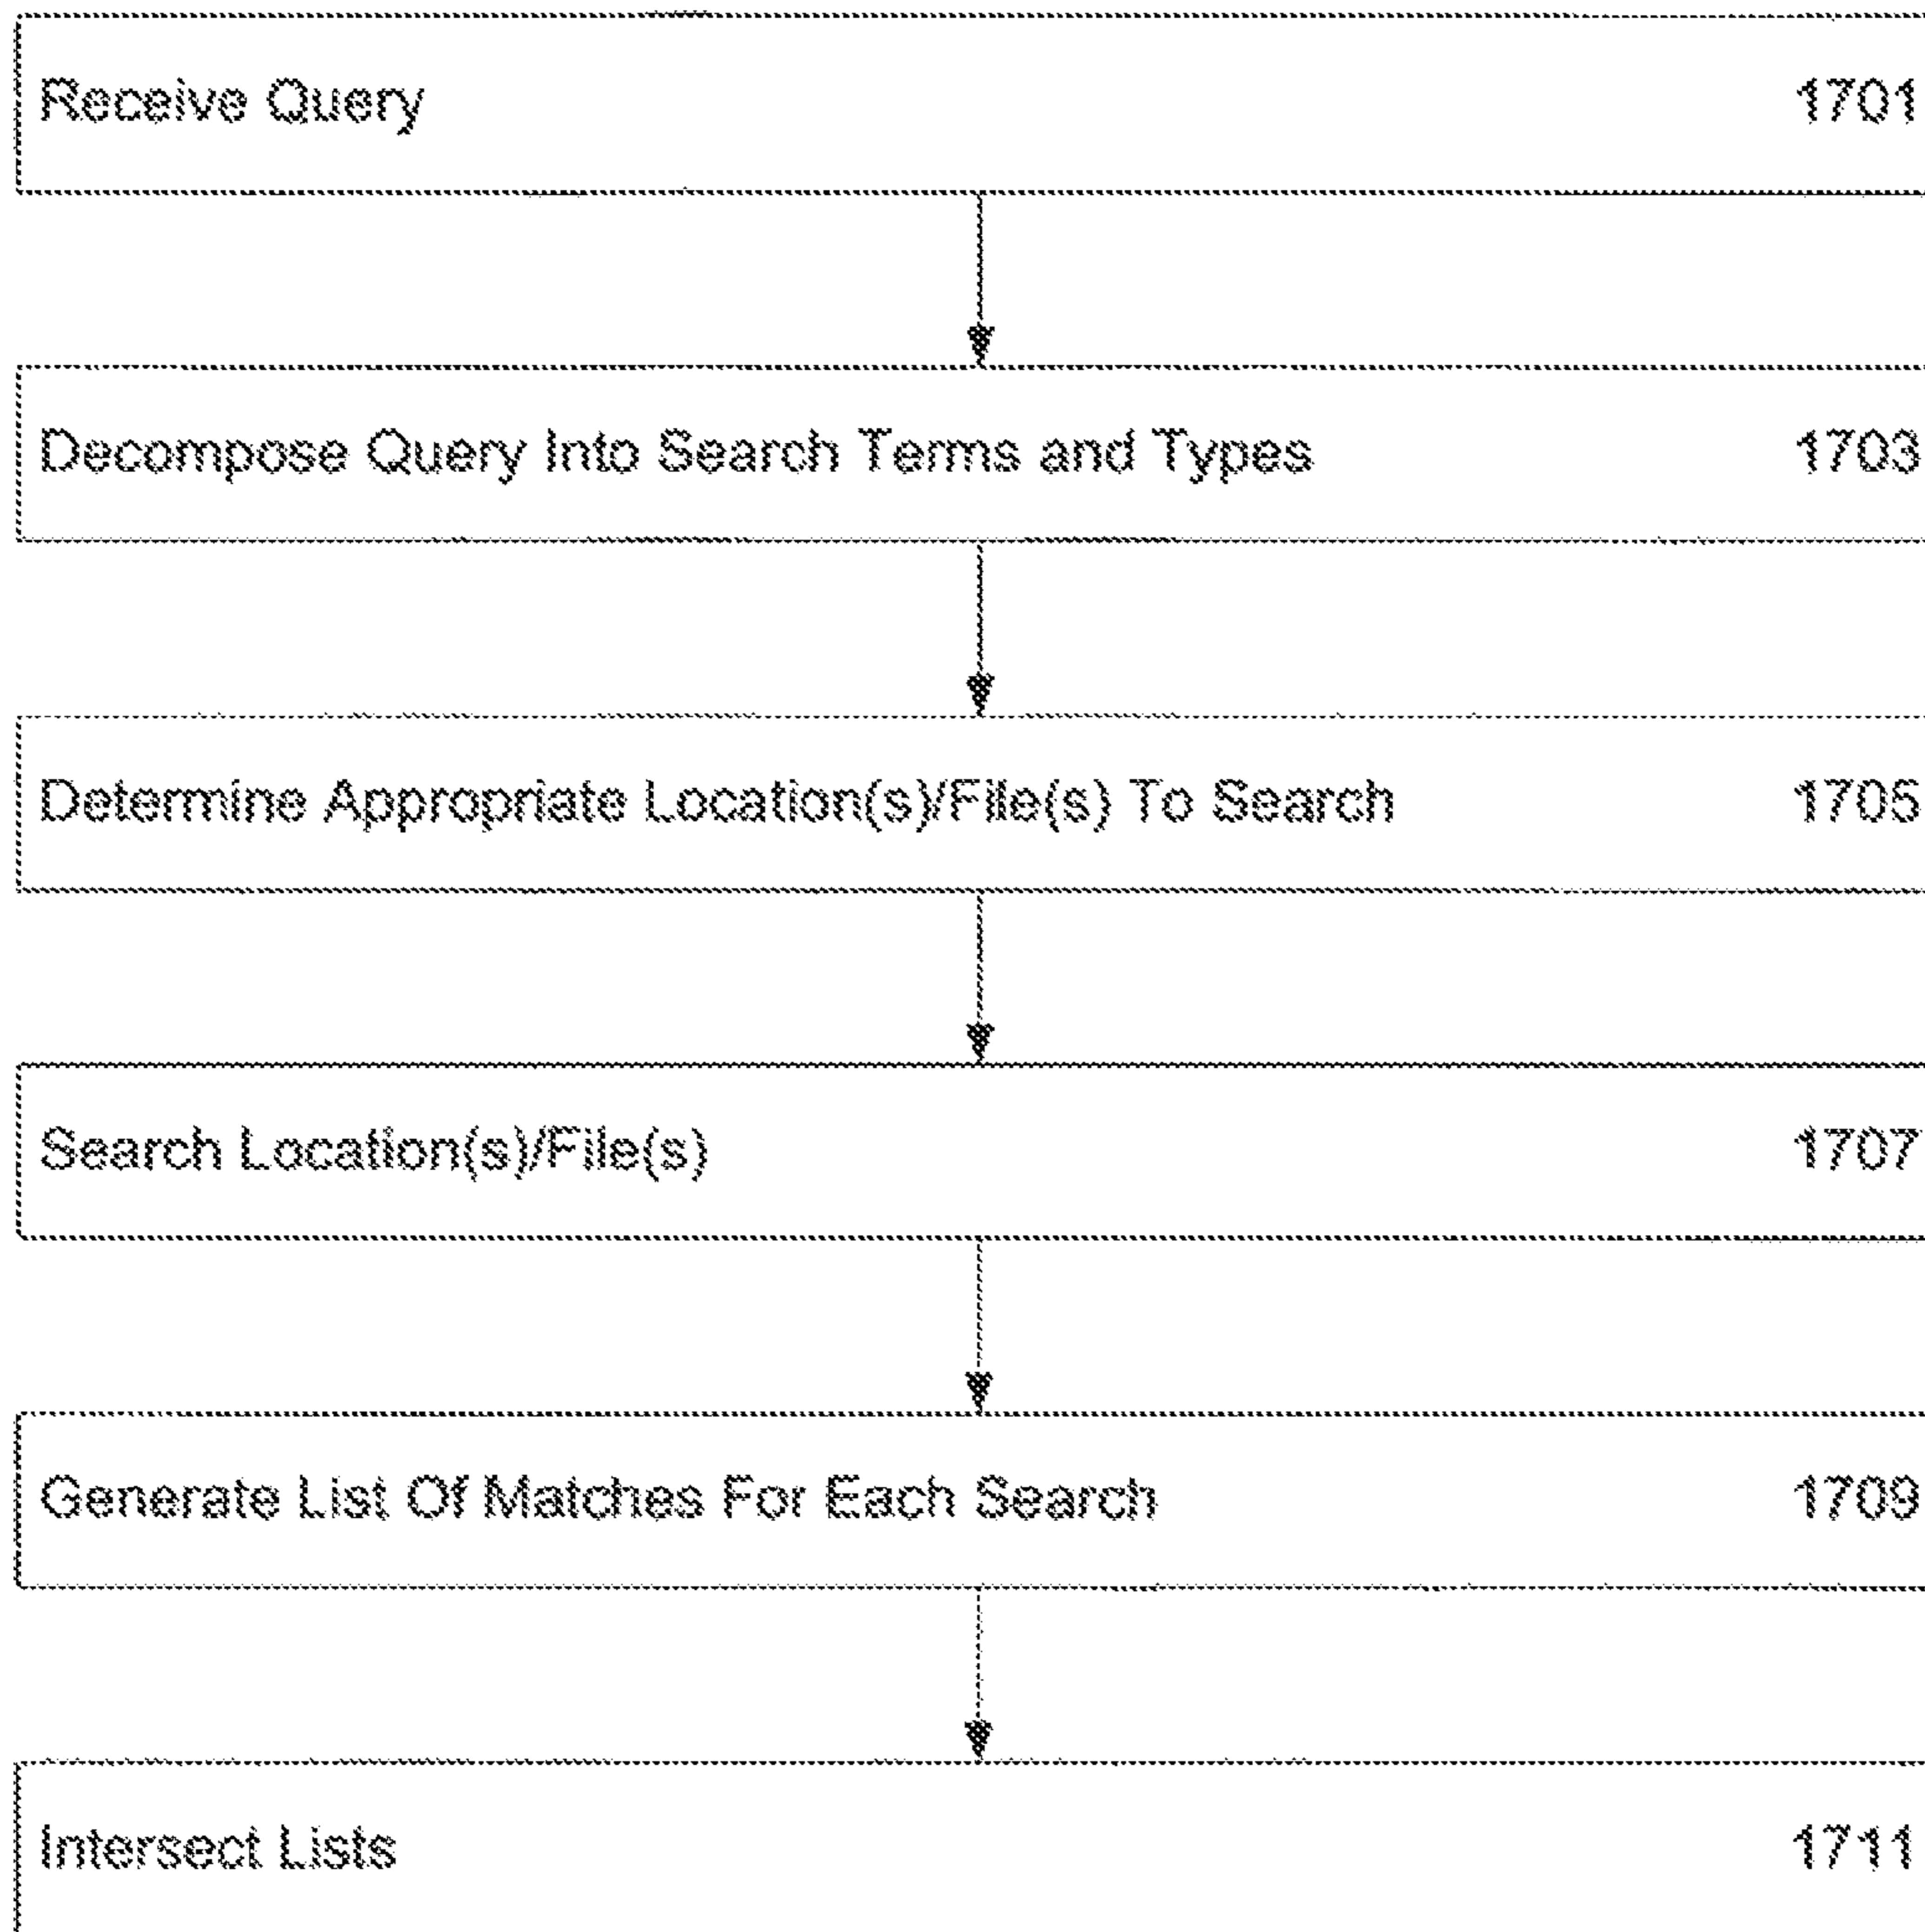 Receive Query 1701
Decompose Query Into Search Terms and Types 1703
Determine Appropriate Location(s)/File(s) To Search 1705
Search Location(s)/File(s) 1707
Generate List Of Matches For Each Search 1709
Intersect Lists 1711